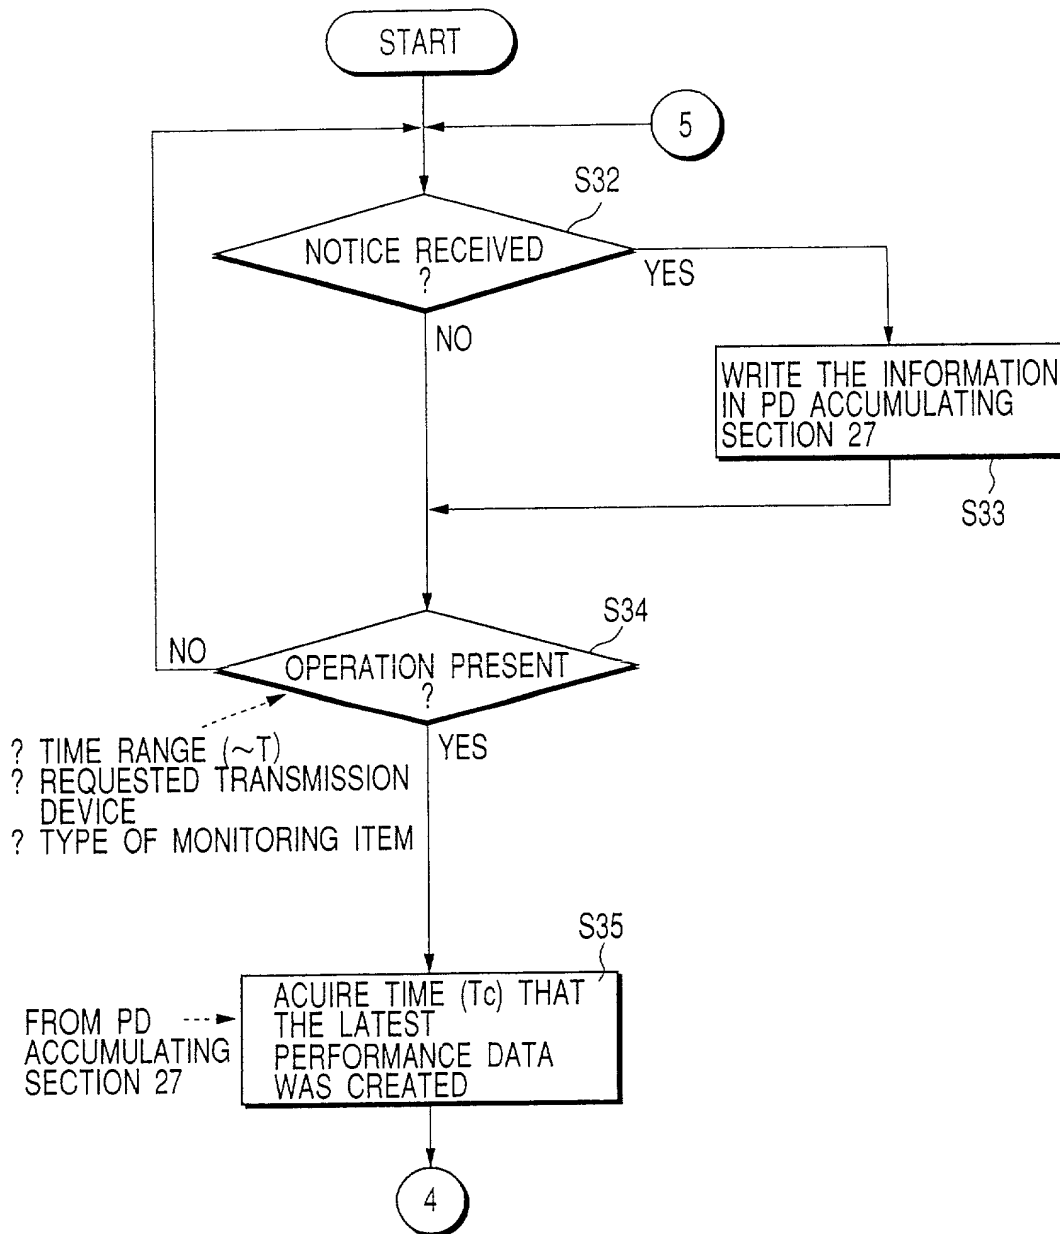 START
5
S32
NOTICE RECEIVED
?
YES
NO
WRITE THE INFORMATION
IN PD ACCUMULATING
SECTION 27
S33
S34
NO
OPERATION PRESENT
?
YES
? TIME RANGE (~T)
? REQUESTED TRANSMISSION
DEVICE
? TYPE OF MONITORING ITEM
S35
FROM PD
ACCUMULATING
SECTION 27
ACUIRE TIME (Tc) THAT
THE LATEST
PERFORMANCE DATA
WAS CREATED
4